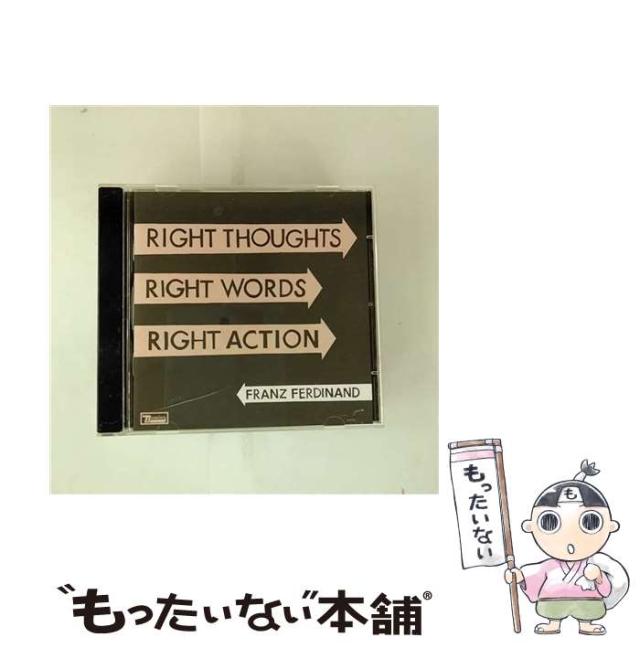 RIGHT THOUGHTS
RIGHT WORDS
RIGHT ACTION
FRANZ FERDINAND
も
もったいない
"もったいない"本舗®